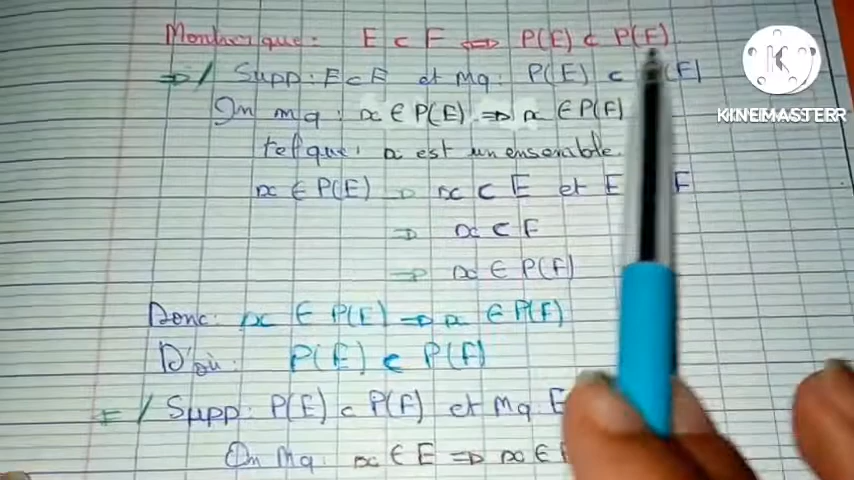 Montrer que: E ⊂ F ⟺ P(E) ⊂ P(F)
⇒/ Supp: E ⊂ F et Mq: P(E) ⊂ P(F)
On mq: x ∈ P(E) ⇒ x ∈ P(F)
tel que: x est un ensemble.
x ∈ P(E) ⇒ x ⊂ E et E F
⇒ x ⊂ F
⇒ x ∈ P(F)
Donc: x ∈ P(E) ⇒ x ∈ P(F)
D'où: P(E) ⊂ P(F)
⇐/ Supp: P(E) ⊂ P(F) et Mq: E
On Mq: x ∈ E ⇒ x ∈
K
KINEMASTER